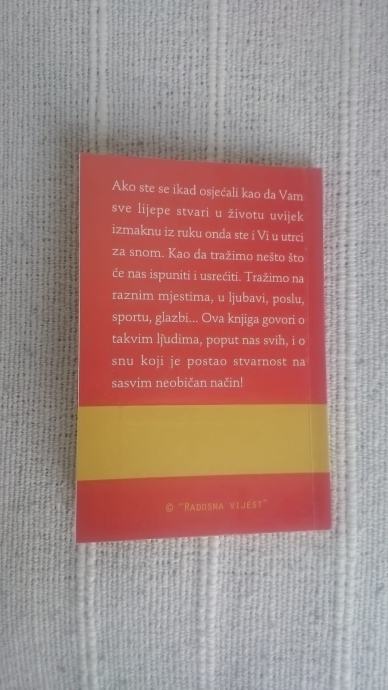 Ako ste se ikad osjećali kao da Vam
sve lijepe stvari u životu uvijek
izmaknu iz ruku onda ste i Vi u utrci
za snom. Kao da tražimo nešto što
će nas ispuniti i usrećiti. Tražimo na
raznim mjestima, u ljubavi, poslu,
sportu, glazbi... Ova knjiga govori o
takvim ljudima, poput nas svih, i o
snu koji je postao stvarnost na
sasvim neobičan način!
© "RADOSNA VIJEST"